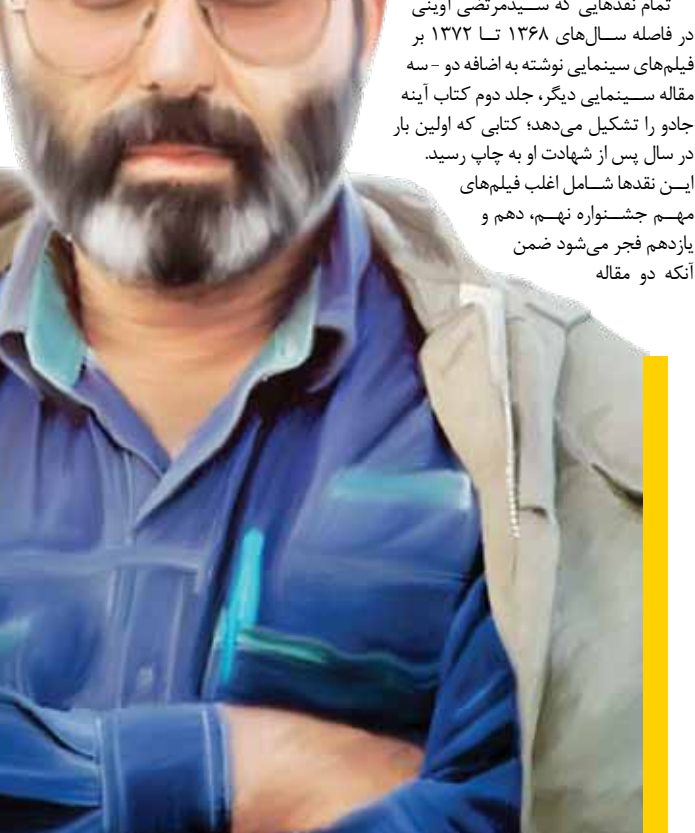 تمام نقدهایی که سیدمرتضی آوینی
در فاصله سال‌های ۱۳۶۸ تا ۱۳۷۲ بر
فیلم‌های سینمایی نوشته به اضافه دو - سه
مقاله سینمایی دیگر، جلد دوم کتاب آینه
جادو را تشکیل می‌دهد؛ کتابی که اولین بار
در سال پس از شهادت او به چاپ رسید.
این نقدها شامل اغلب فیلم‌های
مهم جشنواره نهم، دهم و
یازدهم فجر می‌شود ضمن
آنکه دو مقاله